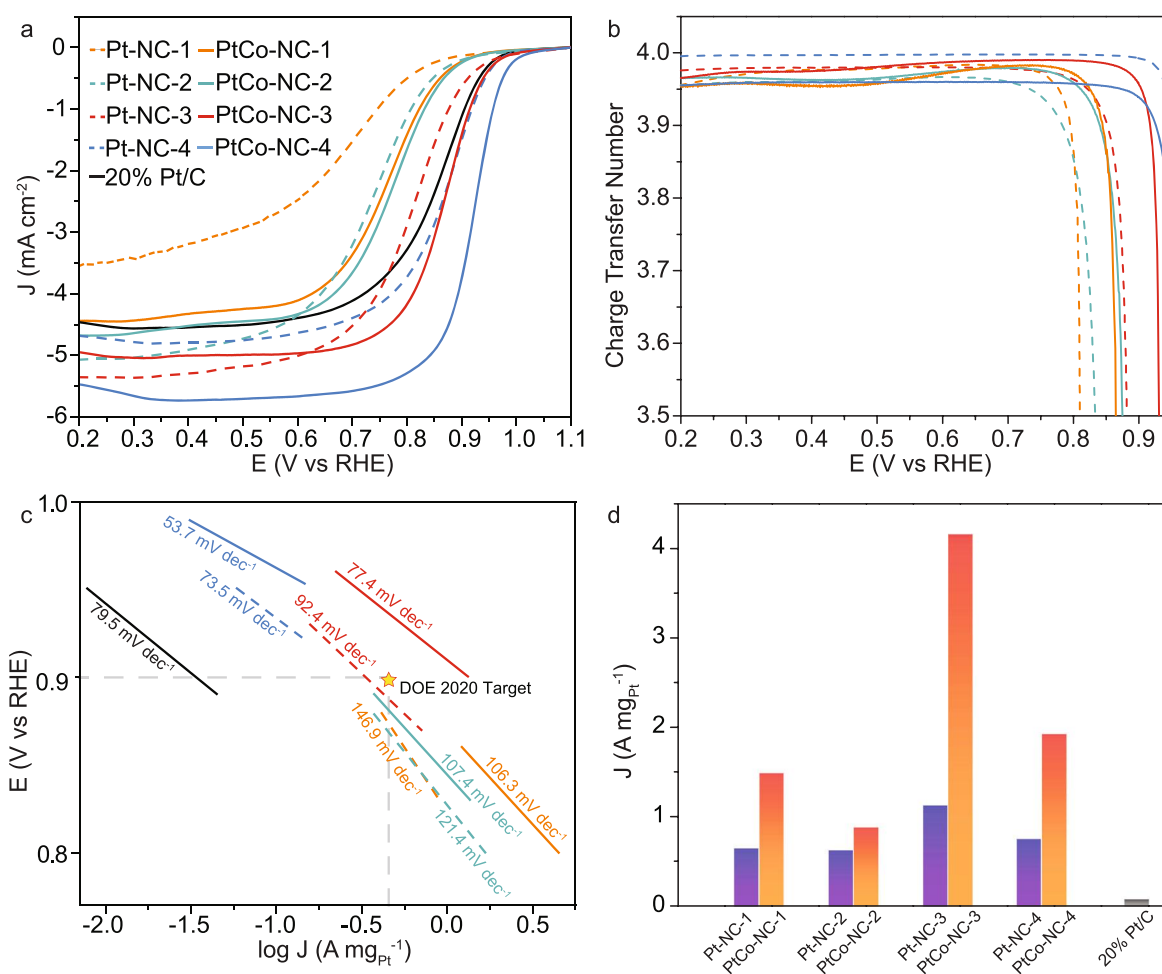 a
Pt-NC-1 PtCo-NC-1
Pt-NC-2 PtCo-NC-2
Pt-NC-3 PtCo-NC-3
Pt-NC-4 PtCo-NC-4
20% Pt/C
J (mA cm⁻²)
0
-1
-2
-3
-4
-5
-6
0.2 0.3 0.4 0.5 0.6 0.7 0.8 0.9 1.0 1.1
E (V vs RHE)
b
Charge Transfer Number
4.0
3.9
3.8
3.7
3.6
3.5
0.2 0.3 0.4 0.5 0.6 0.7 0.8 0.9
E (V vs RHE)
c
E (V vs RHE)
1.0
0.9
0.8
53.7 mV dec⁻¹
73.5 mV dec⁻¹
79.5 mV dec⁻¹
92.4 mV dec⁻¹
77.4 mV dec⁻¹
DOE 2020 Target
146.9 mV dec⁻¹
107.4 mV dec⁻¹
106.3 mV dec⁻¹
121.4 mV dec⁻¹
-2.0 -1.5 -1.0 -0.5 0.0 0.5
log J (A mgPt⁻¹)
d
J (A mgPt⁻¹)
4
3
2
1
0
Pt-NC-1
PtCo-NC-1
Pt-NC-2
PtCo-NC-2
Pt-NC-3
PtCo-NC-3
Pt-NC-4
PtCo-NC-4
20% Pt/C